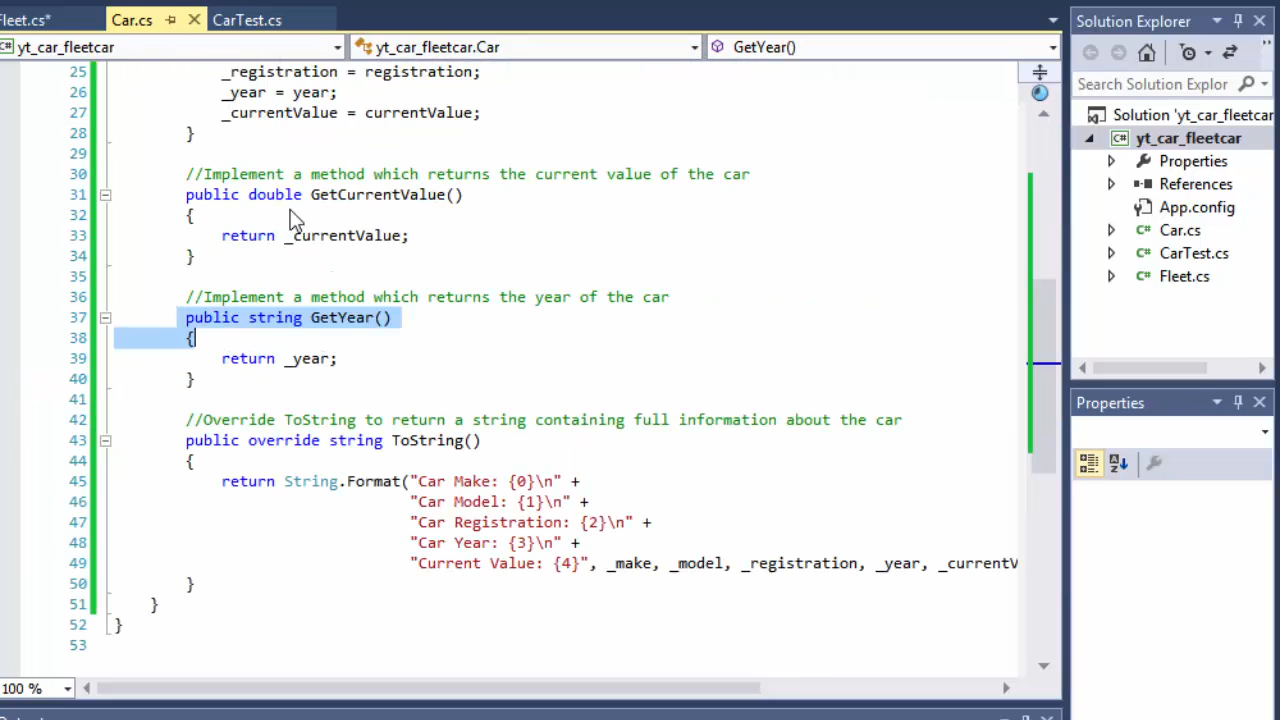 Fleet.cs*
Car.cs
CarTest.cs
yt_car_fleetcar
yt_car_fleetcar.Car
GetYear()
25 _registration = registration;
26 _year = year;
27 _currentValue = currentValue;
28 }
29
30 //Implement a method which returns the current value of the car
31 public double GetCurrentValue()
32 {
33 return _currentValue;
34 }
35
36 //Implement a method which returns the year of the car
37 public string GetYear()
38 {
39 return _year;
40 }
41
42 //Override ToString to return a string containing full information about the car
43 public override string ToString()
44 {
45 return String.Format("Car Make: {0}\n" +
46 "Car Model: {1}\n" +
47 "Car Registration: {2}\n" +
48 "Car Year: {3}\n" +
49 "Current Value: {4}", _make, _model, _registration, _year, _currentV
50 }
51 }
52 }
53
100 %
Solution Explorer
Search Solution Explor
Solution 'yt_car_fleetcar
yt_car_fleetcar
Properties
References
App.config
Car.cs
CarTest.cs
Fleet.cs
Properties